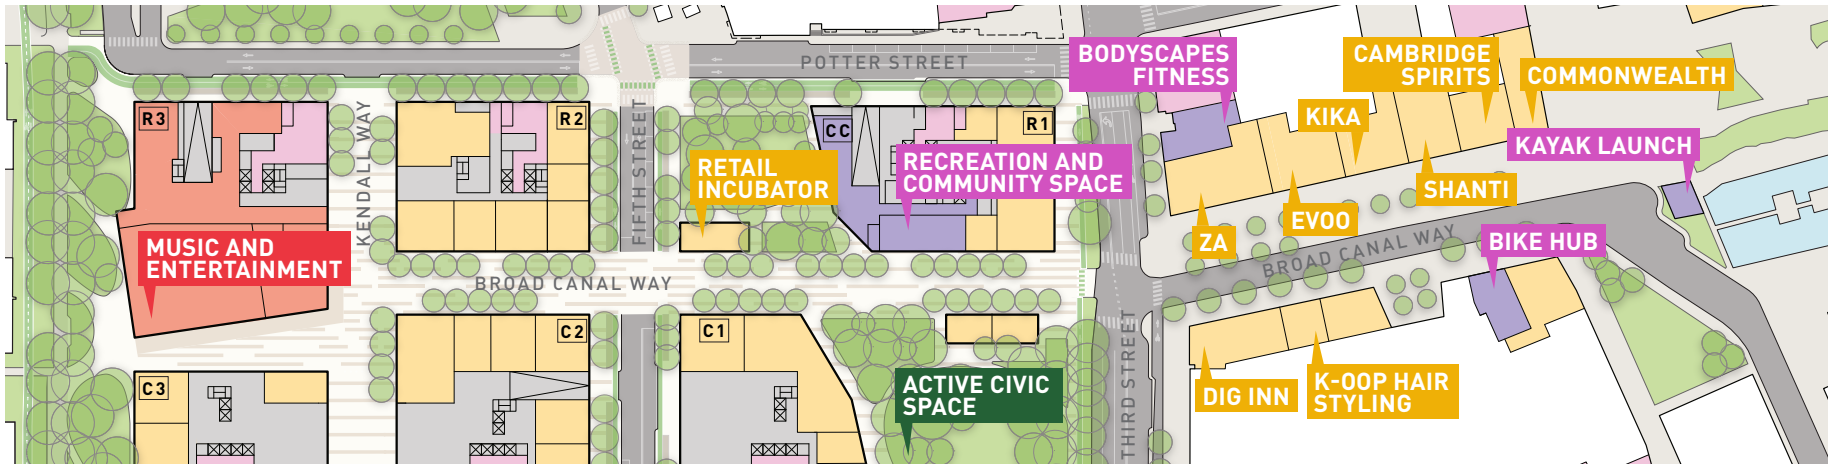 POTTER STREET
BODYSCAPES
FITNESS
CAMBRIDGE
SPIRITS
COMMONWEALTH
R3
KENDALL WAY
R2
FIFTH STREET
CC
R1
KIKA
KAYAK LAUNCH
RETAIL
INCUBATOR
RECREATION AND
COMMUNITY SPACE
SHANTI
EVOO
ZA
BIKE HUB
MUSIC AND
ENTERTAINMENT
BROAD CANAL WAY
BROAD CANAL WAY
C2
C1
THIRD STREET
C3
ACTIVE CIVIC
SPACE
DIG INN
K-OOP HAIR
STYLING